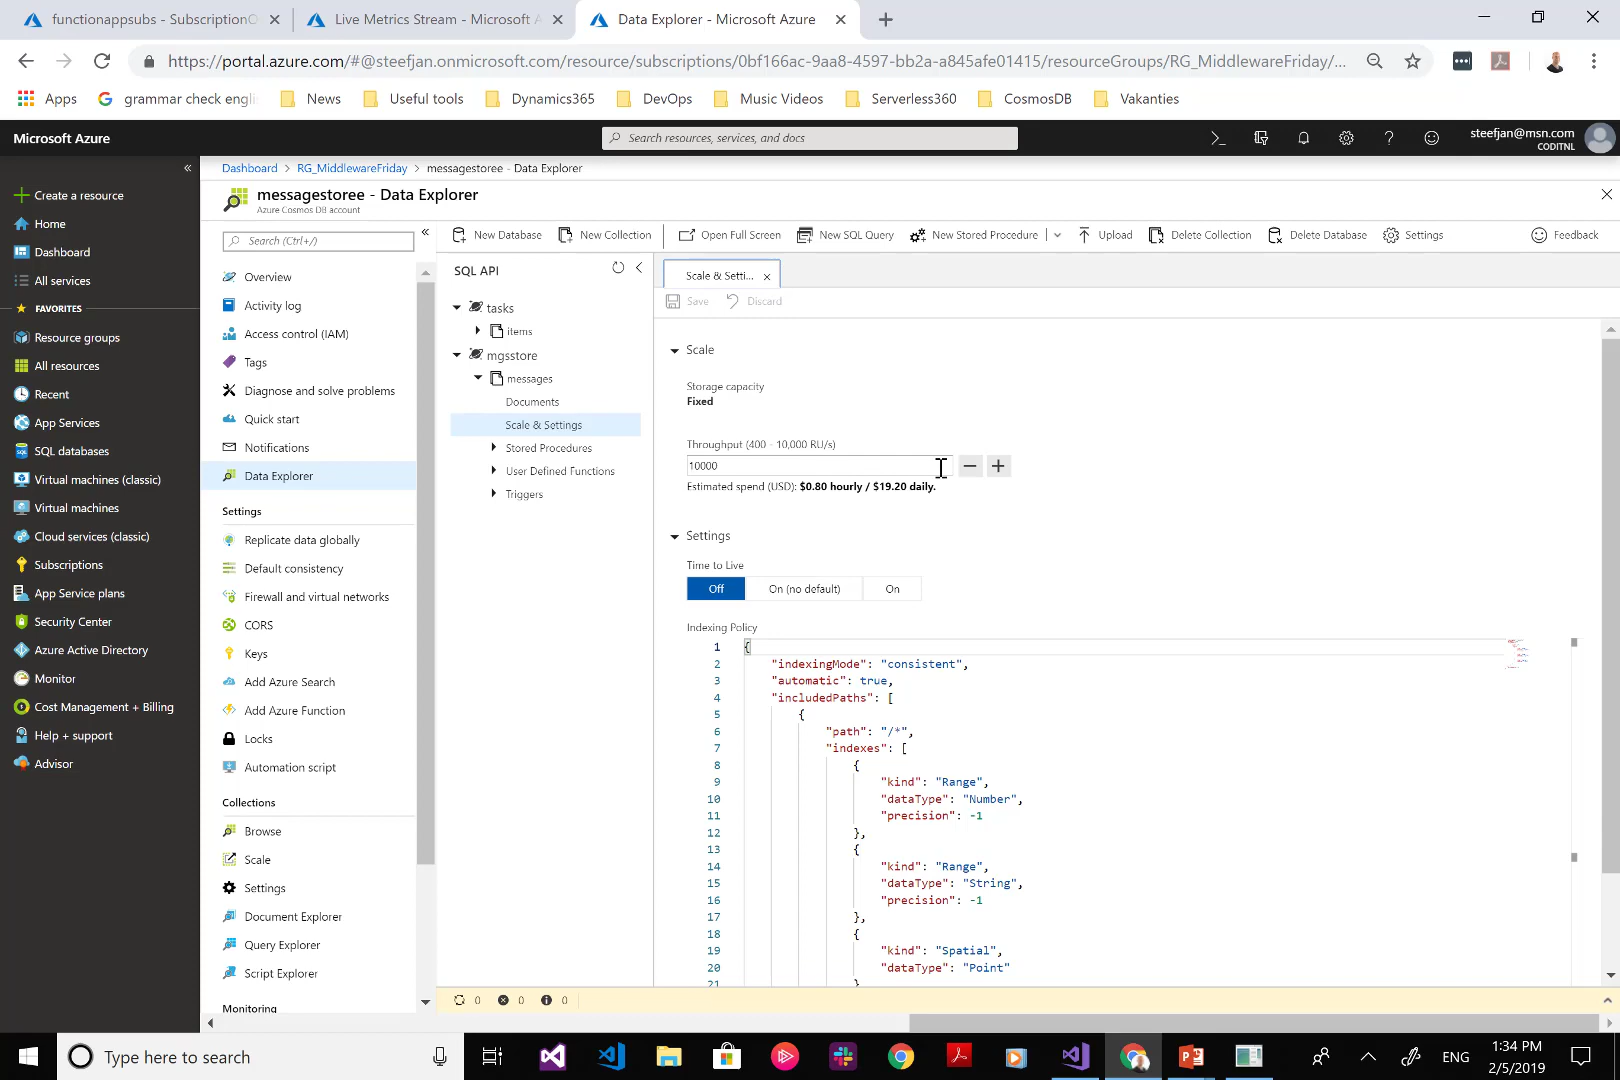 functionappsubs - SubscriptionO
Live Metrics Stream - Microsoft A
Data Explorer - Microsoft Azure
https://portal.azure.com/#@steefjan.onmicrosoft.com/resource/subscriptions/0bf166ac-9aa8-4597-bb2a-a845afe01415/resourceGroups/RG_MiddlewareFriday/...
Apps
grammar check engli
News
Useful tools
Dynamics365
DevOps
Music Videos
Serverless360
CosmosDB
Vakanties
Microsoft Azure
Search resources, services, and docs
steefjan@msn.com
CODITNL
Create a resource
Home
Dashboard
All services
FAVORITES
Resource groups
All resources
Recent
App Services
SQL databases
Virtual machines (classic)
Virtual machines
Cloud services (classic)
Subscriptions
App Service plans
Security Center
Azure Active Directory
Monitor
Cost Management + Billing
Help + support
Advisor
Dashboard > RG_MiddlewareFriday > messagestoree - Data Explorer
messagestoree - Data Explorer
Azure Cosmos DB account
Search (Ctrl+/)
Overview
Activity log
Access control (IAM)
Tags
Diagnose and solve problems
Quick start
Notifications
Data Explorer
Settings
Replicate data globally
Default consistency
Firewall and virtual networks
CORS
Keys
Add Azure Search
Add Azure Function
Locks
Automation script
Collections
Browse
Scale
Settings
Document Explorer
Query Explorer
Script Explorer
Monitoring
New Database
New Collection
Open Full Screen
New SQL Query
New Stored Procedure
Upload
Delete Collection
Delete Database
Settings
Feedback
SQL API
tasks
items
mgsstore
messages
Documents
Scale & Settings
Stored Procedures
User Defined Functions
Triggers
Scale & Setti...
Save
Discard
Scale
Storage capacity
Fixed
Throughput (400 - 10,000 RU/s)
10000
Estimated spend (USD): $0.80 hourly / $19.20 daily.
Settings
Time to Live
Off
On (no default)
On
Indexing Policy
1 {
2 "indexingMode": "consistent",
3 "automatic": true,
4 "includedPaths": [
5 {
6 "path": "/*",
7 "indexes": [
8 {
9 "kind": "Range",
10 "dataType": "Number",
11 "precision": -1
12 },
13 {
14 "kind": "Range",
15 "dataType": "String",
16 "precision": -1
17 },
18 {
19 "kind": "Spatial",
20 "dataType": "Point"
21 }
0 0 0
Type here to search
ENG
1:34 PM
2/5/2019